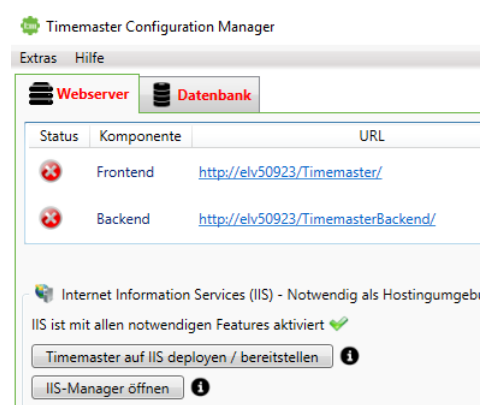 Timemaster Configuration Manager
Extras Hilfe
Webserver Datenbank
Status Komponente URL
Frontend http://elv50923/Timemaster/
Backend http://elv50923/TimemasterBackend/
Internet Information Services (IIS) - Notwendig als Hostingumgeb
IIS ist mit allen notwendigen Features aktiviert
Timemaster auf IIS deployen / bereitstellen
IIS-Manager öffnen